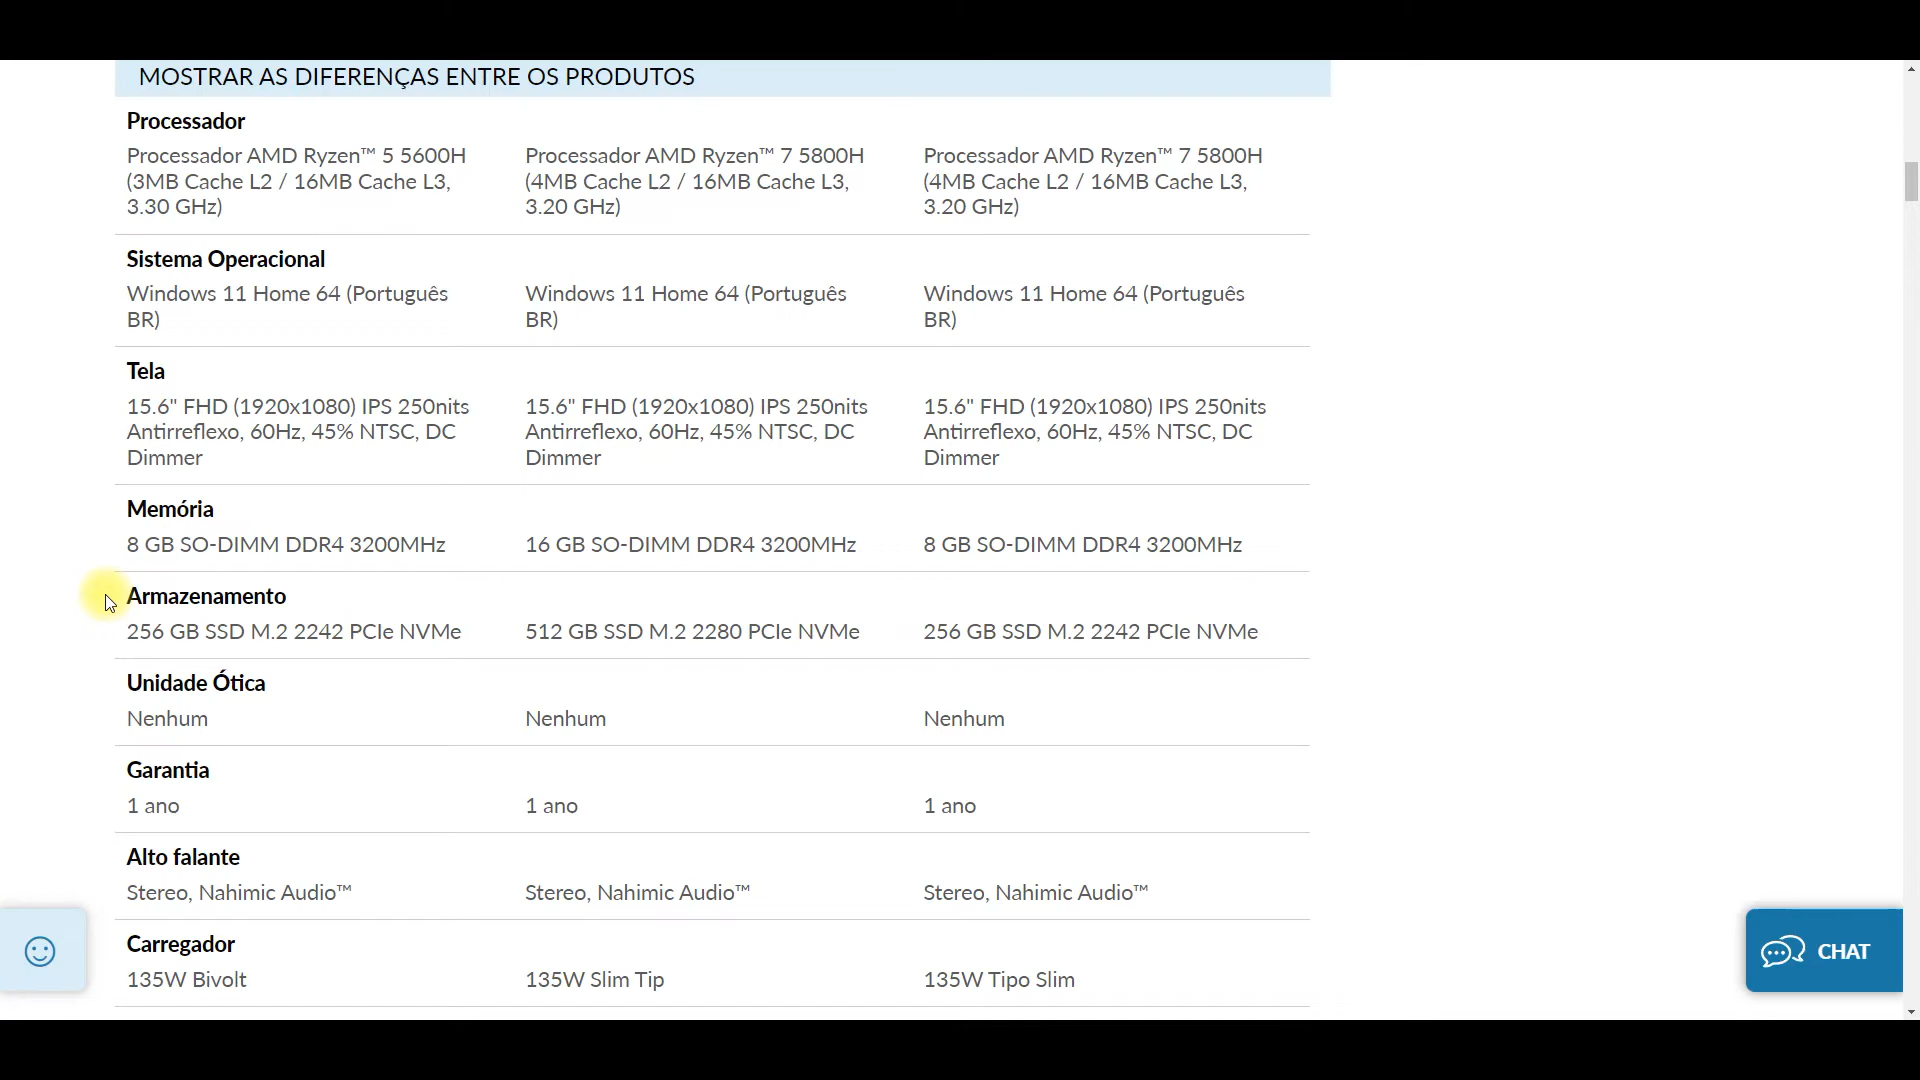 MOSTRAR AS DIFERENÇAS ENTRE OS PRODUTOS
Processador
Processador AMD Ryzen™ 5 5600H
(3MB Cache L2 / 16MB Cache L3,
3.30 GHz)
Processador AMD Ryzen™ 7 5800H
(4MB Cache L2 / 16MB Cache L3,
3.20 GHz)
Processador AMD Ryzen™ 7 5800H
(4MB Cache L2 / 16MB Cache L3,
3.20 GHz)
Sistema Operacional
Windows 11 Home 64 (Português
BR)
Windows 11 Home 64 (Português
BR)
Windows 11 Home 64 (Português
BR)
Tela
15.6" FHD (1920x1080) IPS 250nits
Antirreflexo, 60Hz, 45% NTSC, DC
Dimmer
15.6" FHD (1920x1080) IPS 250nits
Antirreflexo, 60Hz, 45% NTSC, DC
Dimmer
15.6" FHD (1920x1080) IPS 250nits
Antirreflexo, 60Hz, 45% NTSC, DC
Dimmer
Memória
8 GB SO-DIMM DDR4 3200MHz
16 GB SO-DIMM DDR4 3200MHz
8 GB SO-DIMM DDR4 3200MHz
Armazenamento
256 GB SSD M.2 2242 PCIe NVMe
512 GB SSD M.2 2280 PCIe NVMe
256 GB SSD M.2 2242 PCIe NVMe
Unidade Ótica
Nenhum
Nenhum
Nenhum
Garantia
1 ano
1 ano
1 ano
Alto falante
Stereo, Nahimic Audio™
Stereo, Nahimic Audio™
Stereo, Nahimic Audio™
Carregador
135W Bivolt
135W Slim Tip
135W Tipo Slim
CHAT